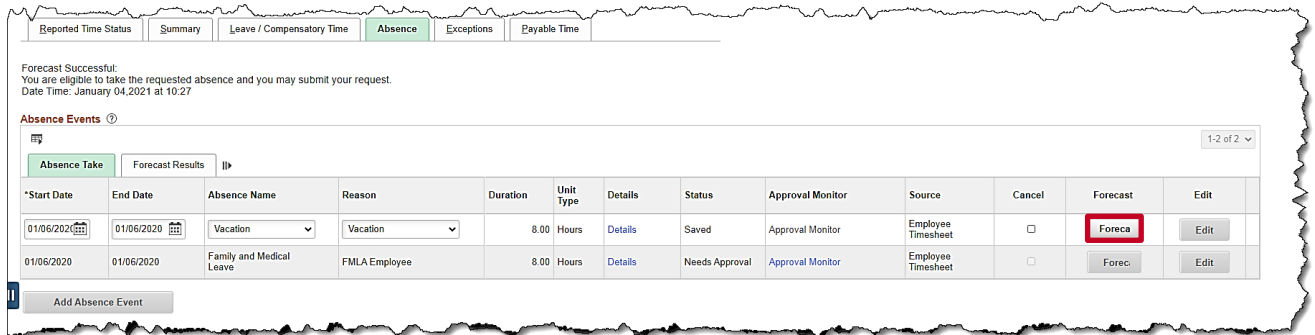 Reported Time Status Summary Leave / Compensatory Time Absence Exceptions Payable Time
Forecast Successful:
You are eligible to take the requested absence and you may submit your request.
Date Time: January 04,2021 at 10:27
Absence Events
1-2 of 2
Absence Take Forecast Results
*Start Date End Date Absence Name Reason Duration Unit Type Details Status Approval Monitor Source Cancel Forecast Edit
01/06/2020 01/06/2020 Vacation Vacation 8.00 Hours Details Saved Approval Monitor Employee Timesheet Foreca Edit
01/06/2020 01/06/2020 Family and Medical Leave FMLA Employee 8.00 Hours Details Needs Approval Approval Monitor Employee Timesheet Forec Edit
Add Absence Event